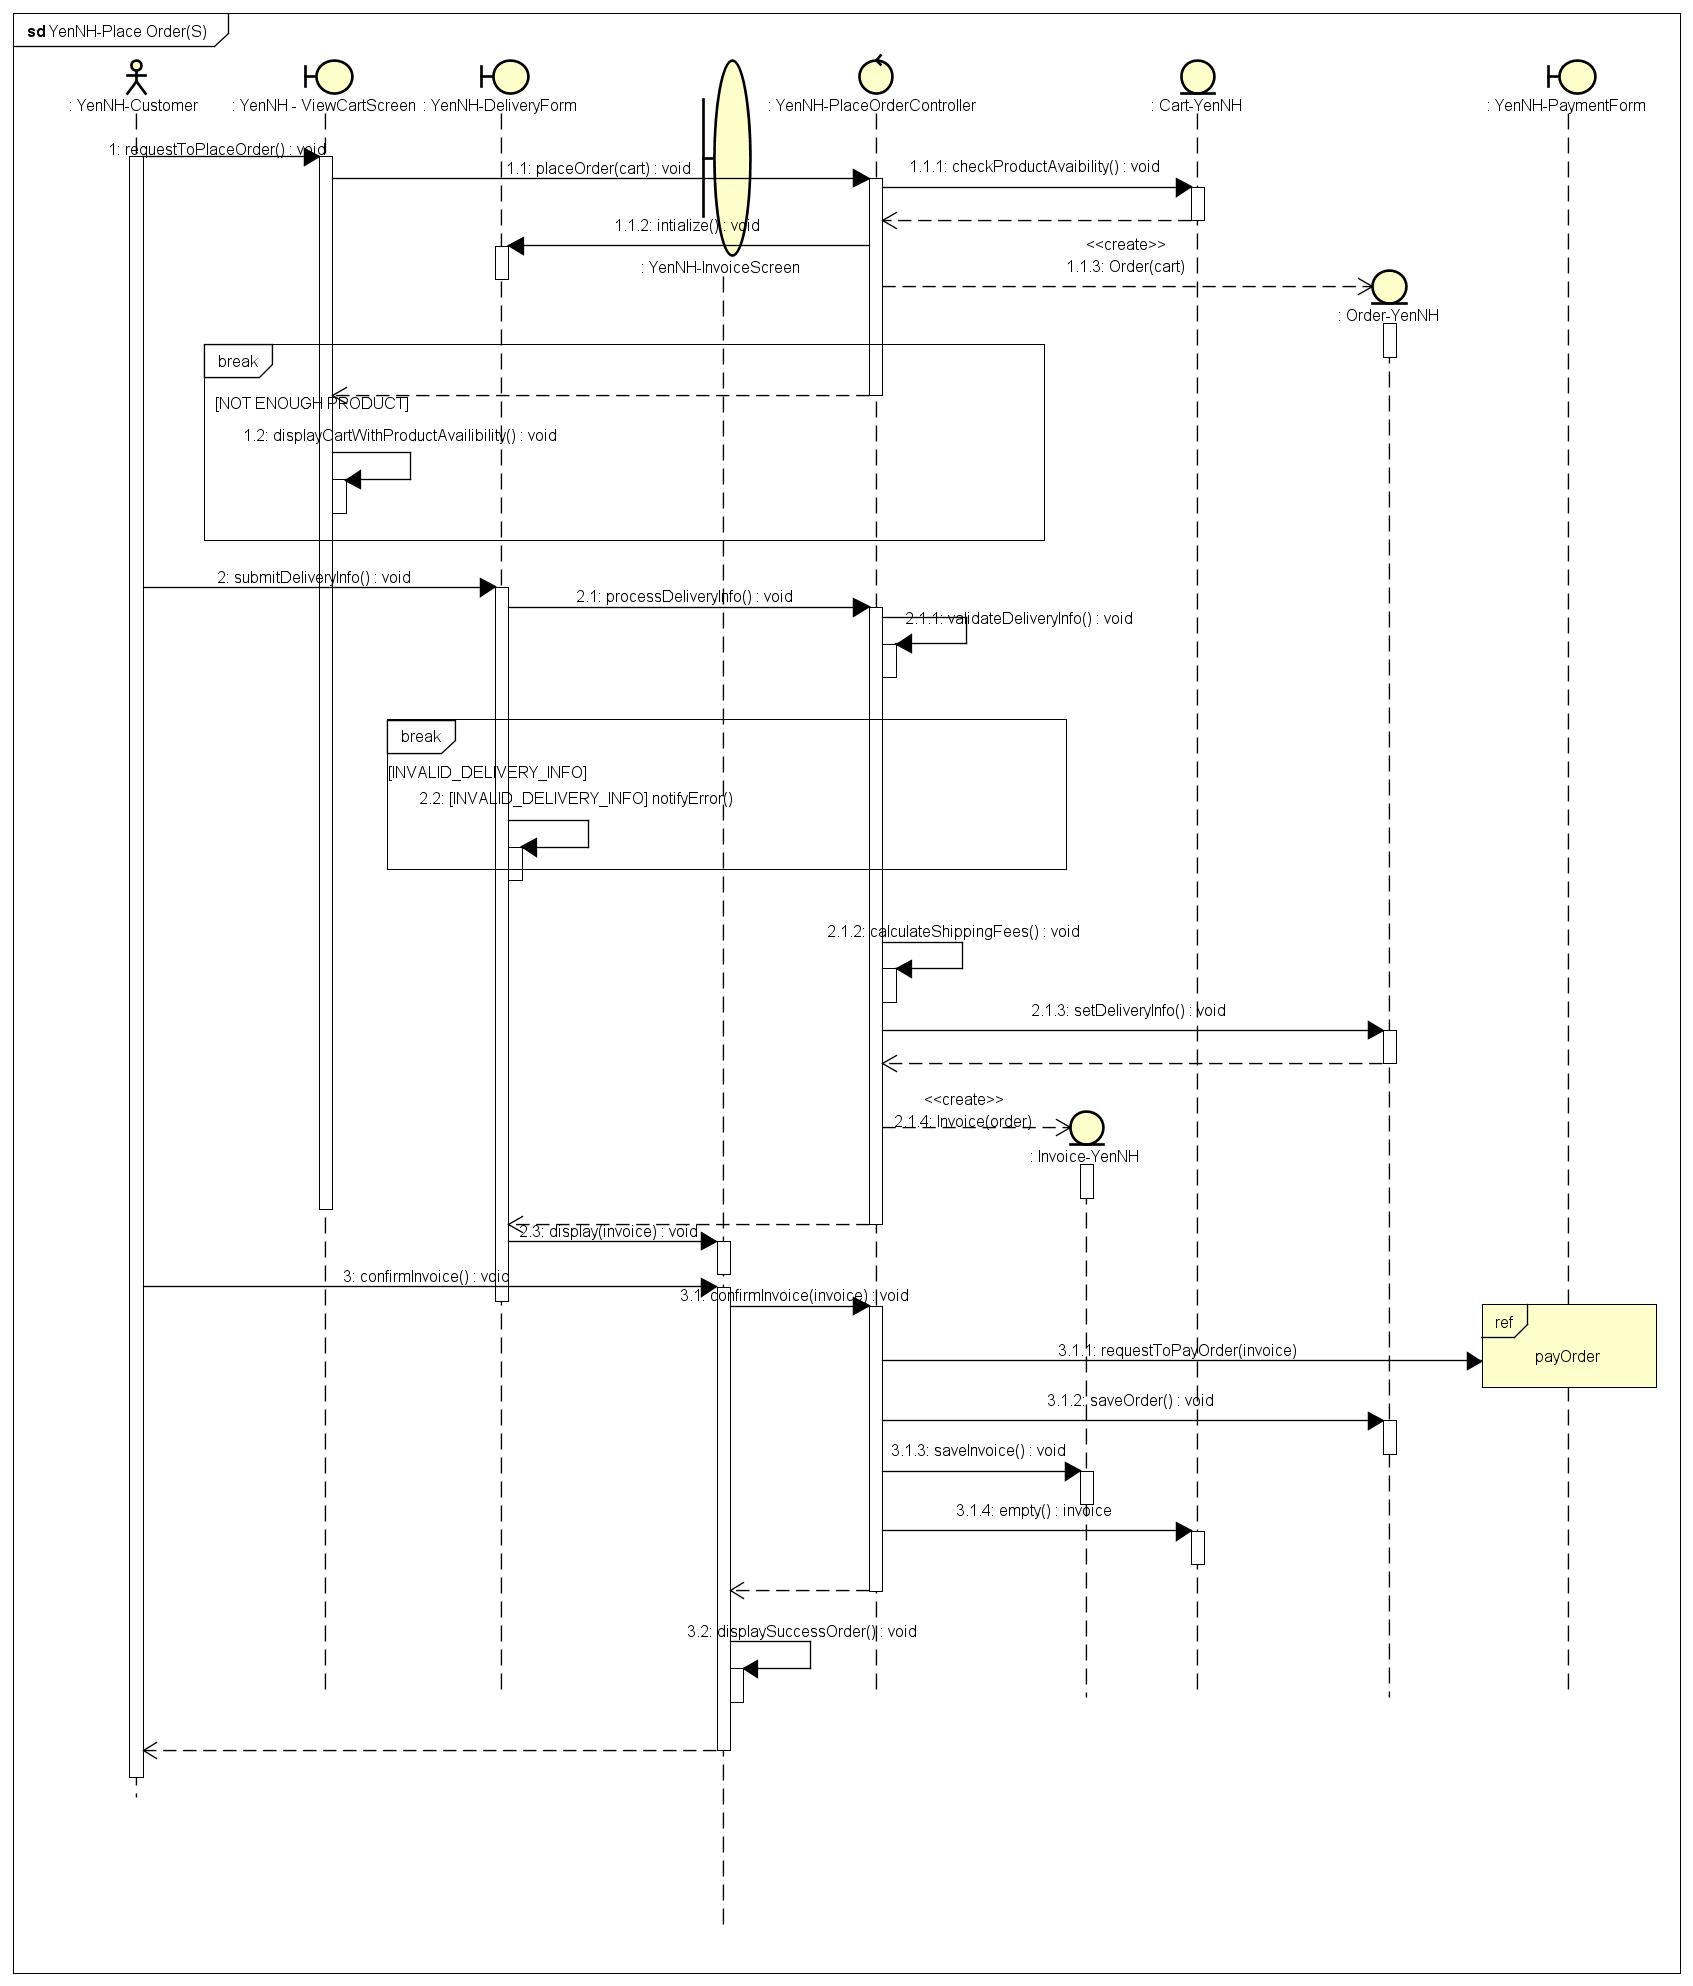 sd YenNH-Place Order(S)
: YenNH-Customer
: YenNH - ViewCartScreen
: YenNH-DeliveryForm
: YenNH-PlaceOrderController
: Cart-YenNH
: YenNH-PaymentForm
1: requestToPlaceOrder() : void
1.1: placeOrder(cart) : void
1.1.1: checkProductAvaibility() : void
1.1.2: intialize() : void
<<create>>
: YenNH-InvoiceScreen
1.1.3: Order(cart)
: Order-YenNH
break
[NOT ENOUGH PRODUCT]
1.2: displayCartWithProductAvailibility() : void
2: submitDeliveryInfo() : void
2.1: processDeliveryInfo() : void
2.1.1: validateDeliveryInfo() : void
break
[INVALID_DELIVERY_INFO]
2.2: [INVALID_DELIVERY_INFO] notifyError()
2.1.2: calculateShippingFees() : void
2.1.3: setDeliveryInfo() : void
<<create>>
2.1.4: Invoice(order)
: Invoice-YenNH
2.3: display(invoice) : void
3: confirmInvoice() : void
3.1: confirmInvoice(invoice) : void
ref
3.1.1: requestToPayOrder(invoice)
payOrder
3.1.2: saveOrder() : void
3.1.3: saveInvoice() : void
3.1.4: empty() : invoice
3.2: displaySuccessOrder() : void